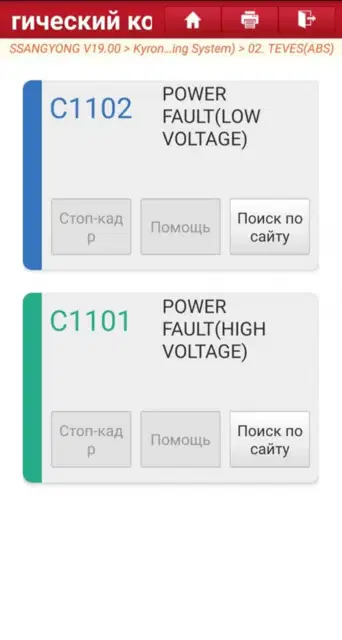 гический ко
SSANGYONG V19.00 > Kyron...ing System) > 02. TEVES(ABS)
C1102
POWER
FAULT(LOW
VOLTAGE)
Стоп-кад
р
Помощь
Поиск по
сайту
C1101
POWER
FAULT(HIGH
VOLTAGE)
Стоп-кад
р
Помощь
Поиск по
сайту